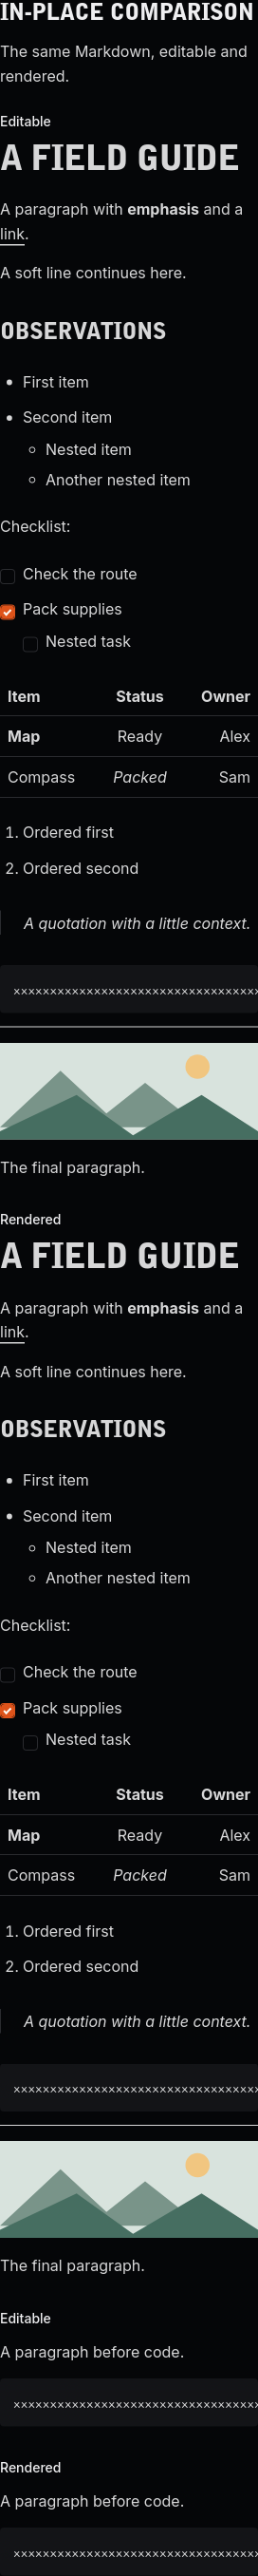 IN-PLACE COMPARISON
The same Markdown, editable and
rendered.
Editable
A FIELD GUIDE
A paragraph with emphasis and a
link.
A soft line continues here.
OBSERVATIONS
First item
Second item
Nested item
Another nested item
Checklist:
Check the route
Pack supplies
Nested task
Item Status Owner
Map Ready Alex
Compass Packed Sam
1. Ordered first
2. Ordered second
A quotation with a little context.
xxxxxxxxxxxxxxxxxxxxxxxxxxxxxxxxxx
The final paragraph.
Rendered
A FIELD GUIDE
A paragraph with emphasis and a
link.
A soft line continues here.
OBSERVATIONS
First item
Second item
Nested item
Another nested item
Checklist:
Check the route
Pack supplies
Nested task
Item Status Owner
Map Ready Alex
Compass Packed Sam
1. Ordered first
2. Ordered second
A quotation with a little context.
xxxxxxxxxxxxxxxxxxxxxxxxxxxxxxxxxx
The final paragraph.
Editable
A paragraph before code.
xxxxxxxxxxxxxxxxxxxxxxxxxxxxxxxxxx
Rendered
A paragraph before code.
xxxxxxxxxxxxxxxxxxxxxxxxxxxxxxxxxx